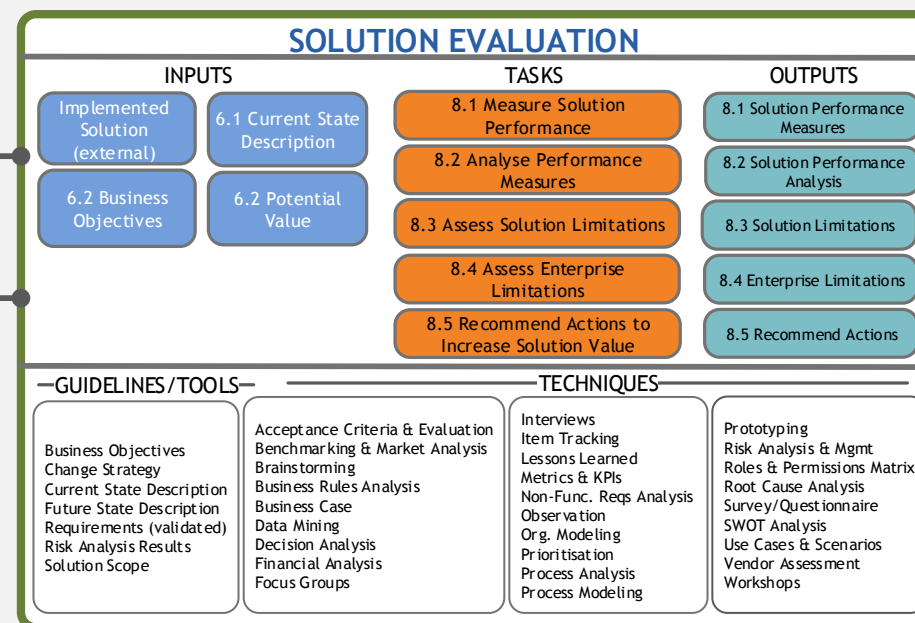 SOLUTION EVALUATION
INPUTS
Implemented
Solution
(external)
6.1 Current State
Description
6.2 Business
Objectives
6.2 Potential
Value
TASKS
8.1 Measure Solution
Performance
8.2 Analyse Performance
Measures
8.3 Assess Solution Limitations
8.4 Assess Enterprise
Limitations
8.5 Recommend Actions to
Increase Solution Value
OUTPUTS
8.1 Solution Performance
Measures
8.2 Solution Performance
Analysis
8.3 Solution Limitations
8.4 Enterprise Limitations
8.5 Recommend Actions
GUIDELINES/TOOLS
Business Objectives
Change Strategy
Current State Description
Future State Description
Requirements (validated)
Risk Analysis Results
Solution Scope
TECHNIQUES
Acceptance Criteria & Evaluation
Benchmarking & Market Analysis
Brainstorming
Business Rules Analysis
Business Case
Data Mining
Decision Analysis
Financial Analysis
Focus Groups
Interviews
Item Tracking
Lessons Learned
Metrics & KPIs
Non-Func. Reqs Analysis
Observation
Org. Modeling
Prioritisation
Process Analysis
Process Modeling
Prototyping
Risk Analysis & Mgmt
Roles & Permissions Matrix
Root Cause Analysis
Survey/Questionnaire
SWOT Analysis
Use Cases & Scenarios
Vendor Assessment
Workshops